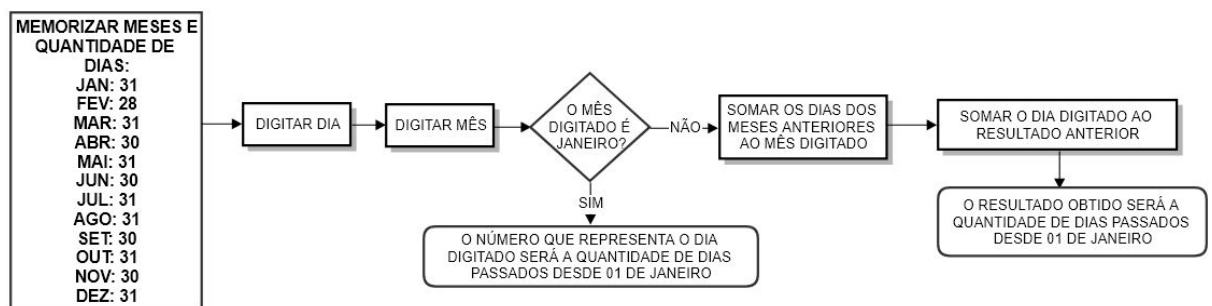 MEMORIZAR MESES E
QUANTIDADE DE
DIAS:
JAN: 31
FEV: 28
MAR: 31
ABR: 30
MAI: 31
JUN: 30
JUL: 31
AGO: 31
SET: 30
OUT: 31
NOV: 30
DEZ: 31
DIGITAR DIA
DIGITAR MÊS
O MÊS
DIGITADO É
JANEIRO?
NÃO
SIM
O NÚMERO QUE REPRESENTA O DIA
DIGITADO SERÁ A QUANTIDADE DE DIAS
PASSADOS DESDE 01 DE JANEIRO
SOMAR OS DIAS DOS
MESES ANTERIORES
AO MÊS DIGITADO
SOMAR O DIA DIGITADO AO
RESULTADO ANTERIOR
O RESULTADO OBTIDO SERÁ A
QUANTIDADE DE DIAS PASSADOS
DESDE 01 DE JANEIRO